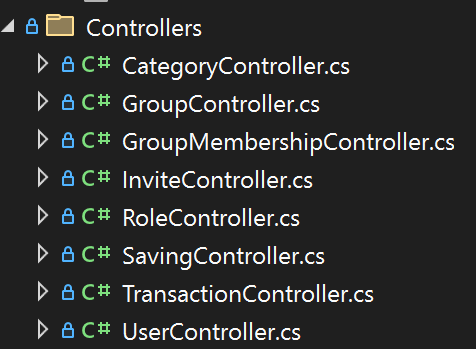 Controllers
C# CategoryController.cs
C# GroupController.cs
C# GroupMembershipController.cs
C# InviteController.cs
C# RoleController.cs
C# SavingController.cs
C# TransactionController.cs
C# UserController.cs